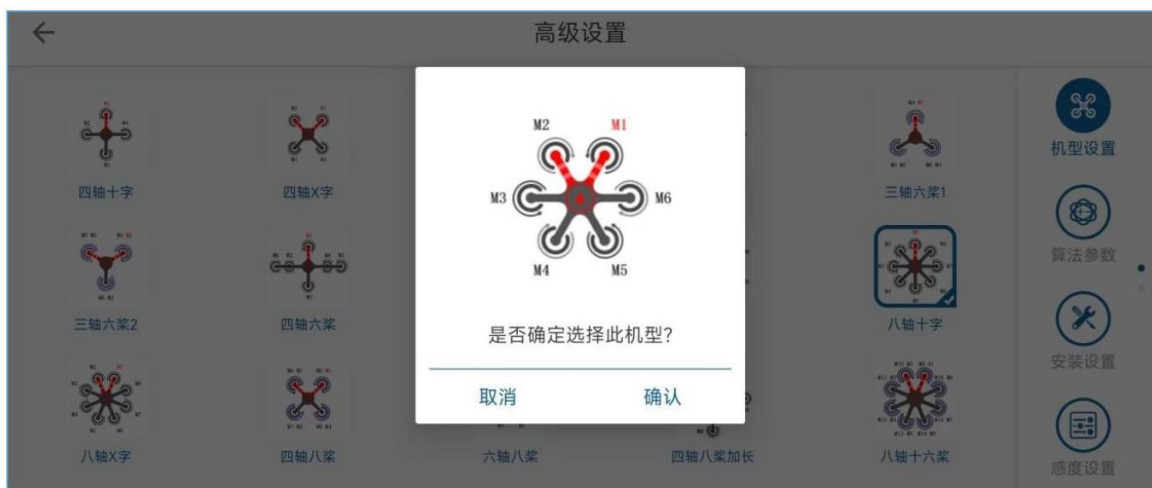 高级设置
四轴十字
四轴X字
三轴六桨1
三轴六桨2
四轴六桨
八轴十字
八轴X字
四轴八桨
六轴八桨
四轴八桨加长
八轴十六桨
M2
M1
M3
M6
M4
M5
是否确定选择此机型?
取消
确认
机型设置
算法参数
安装设置
感度设置